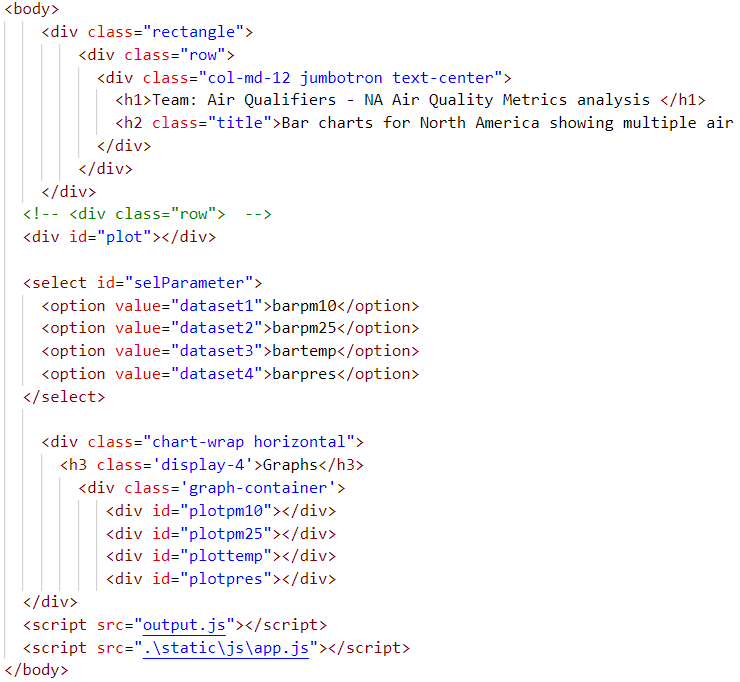 <body>
<div class="rectangle">
<div class="row">
<div class="col-md-12 jumbotron text-center">
<h1>Team: Air Qualifiers - NA Air Quality Metrics analysis </h1>
<h2 class="title">Bar charts for North America showing multiple air
</div>
</div>
</div>
<!-- <div class="row">  -->
<div id="plot"></div>
<select id="selParameter">
<option value="dataset1">barpm10</option>
<option value="dataset2">barpm25</option>
<option value="dataset3">bartemp</option>
<option value="dataset4">barpres</option>
</select>
<div class="chart-wrap horizontal">
<h3 class='display-4'>Graphs</h3>
<div class='graph-container'>
<div id="plotpm10"></div>
<div id="plotpm25"></div>
<div id="plottemp"></div>
<div id="plotpres"></div>
</div>
<script src="output.js"></script>
<script src=".\static\js\app.js"></script>
</body>